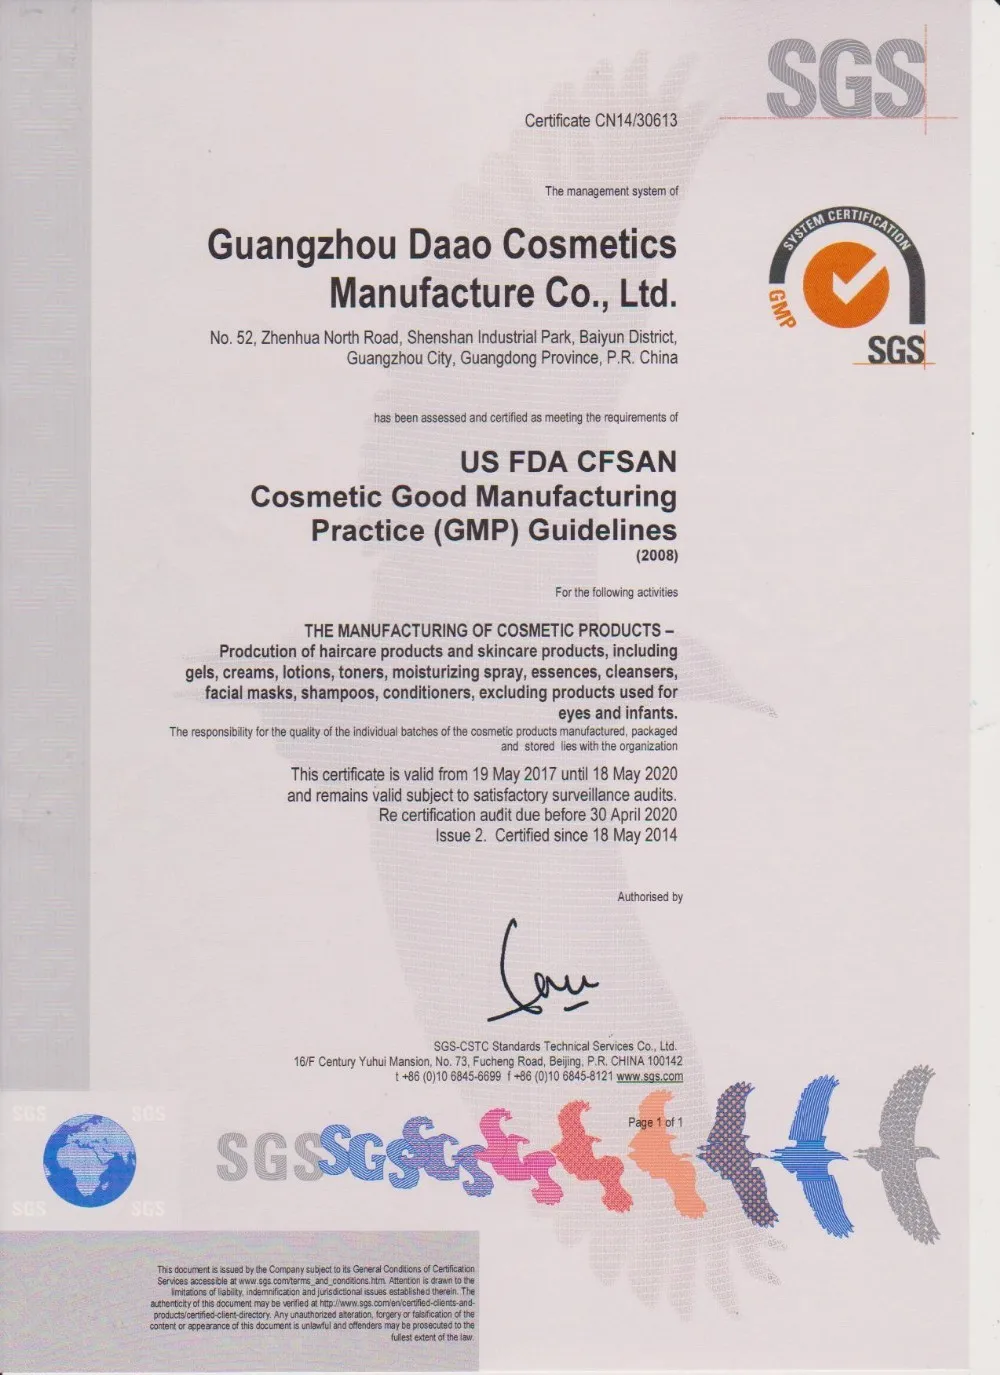 SGS
Certificate CN14/30613
The management system of
Guangzhou Daao Cosmetics
Manufacture Co., Ltd.
SYSTEM CERTIFICATION
GMP
SGS
No. 52, Zhenhua North Road, Shenshan Industrial Park, Baiyun District,
Guangzhou City, Guangdong Province, P.R. China
has been assessed and certified as meeting the requirements of
US FDA CFSAN
Cosmetic Good Manufacturing
Practice (GMP) Guidelines
(2008)
For the following activities
THE MANUFACTURING OF COSMETIC PRODUCTS –
Prodcution of haircare products and skincare products, including
gels, creams, lotions, toners, moisturizing spray, essences, cleansers,
facial masks, shampoos, conditioners, excluding products used for
eyes and infants.
The responsibility for the quality of the individual batches of the cosmetic products manufactured, packaged
and stored lies with the organization
This certificate is valid from 19 May 2017 until 18 May 2020
and remains valid subject to satisfactory surveillance audits.
Re certification audit due before 30 April 2020
Issue 2. Certified since 18 May 2014
Authorised by
SGS-CSTC Standards Technical Services Co., Ltd.
16/F Century Yuhui Mansion, No. 73, Fucheng Road, Beijing, P.R. CHINA 100142
t +86 (0)10 6845-6699 f +86 (0)10 6845-8121 www.sgs.com
Page 1 of 1
SGS SGS
SGSSGSSGS
SGS SGS
This document is issued by the Company subject to its General Conditions of Certification
Services accessible at www.sgs.com/terms_and_conditions.htm. Attention is drawn to the
limitations of liability, indemnification and jurisdictional issues established therein. The
authenticity of this document may be verified at http://www.sgs.com/en/certified-clients-and-
products/certified-client-directory. Any unauthorized alteration, forgery or falsification of the
content or appearance of this document is unlawful and offenders may be prosecuted to the
fullest extent of the law.